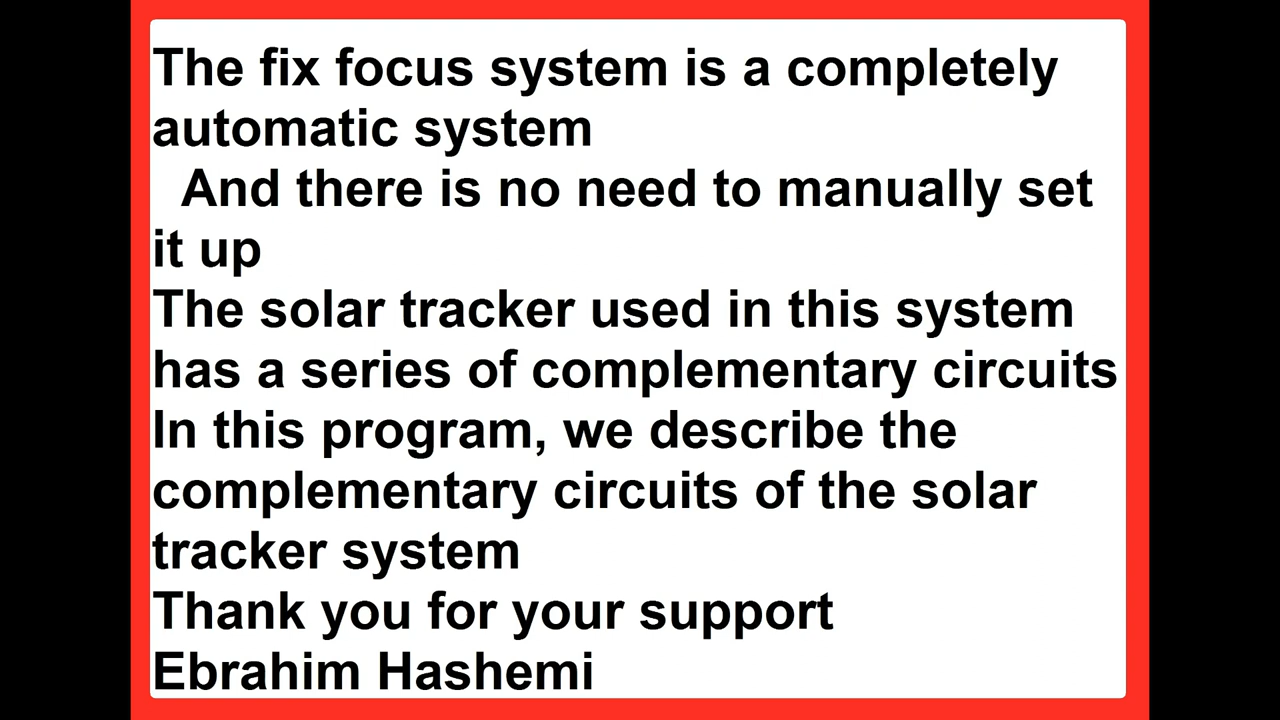 The fix focus system is a completely
automatic system
And there is no need to manually set
it up
The solar tracker used in this system
has a series of complementary circuits
In this program, we describe the
complementary circuits of the solar
tracker system
Thank you for your support
Ebrahim Hashemi